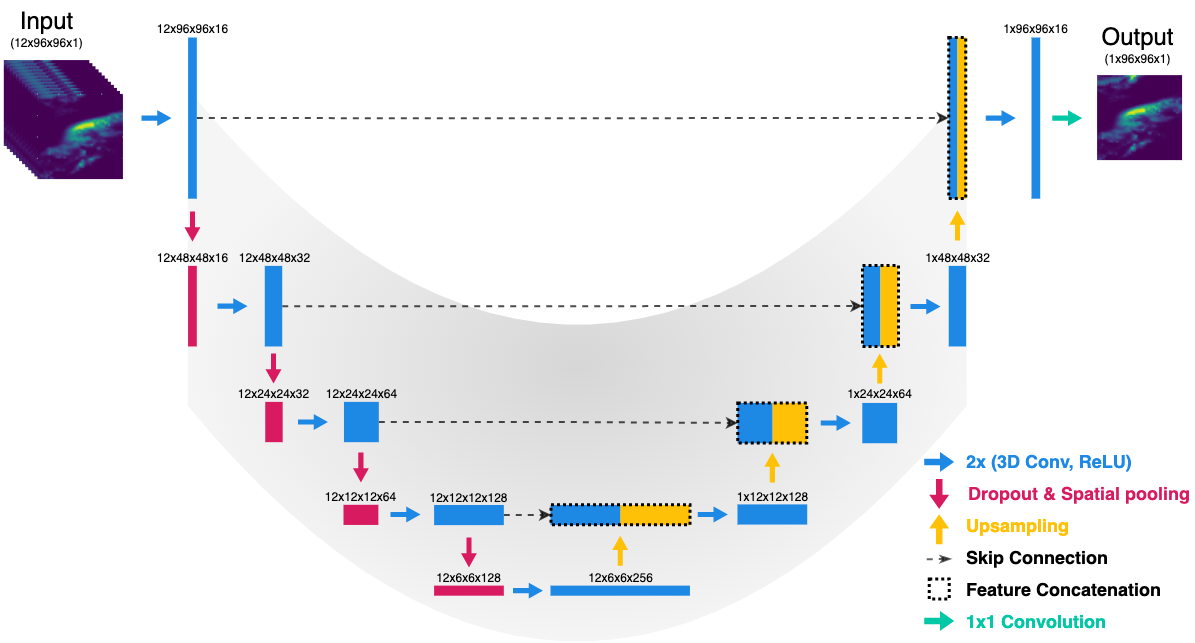 Input
(12x96x96x1)
12x96x96x16
1x96x96x16
Output
(1x96x96x1)
12x48x48x16
12x48x48x32
1x48x48x32
12x24x24x32
12x24x24x64
1x24x24x64
12x12x12x64
12x12x12x128
1x12x12x128
12x6x6x128
12x6x6x256
2x (3D Conv, ReLU)
Dropout & Spatial pooling
Upsampling
Skip Connection
Feature Concatenation
1x1 Convolution